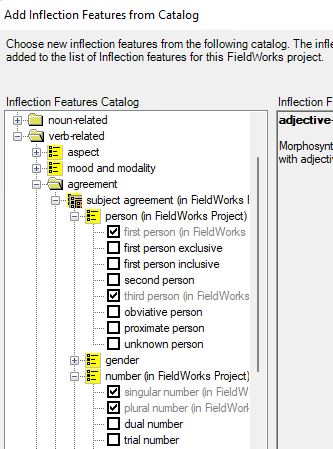 Add Inflection Features from Catalog
Choose new inflection features from the following catalog. The infle
added to the list of Inflection features for this FieldWorks project.
Inflection Features Catalog
Inflection F
noun-related
verb-related
aspect
mood and modality
agreement
subject agreement (in FieldWorks
person (in FieldWorks Project)
first person (in FieldWorks
first person exclusive
first person inclusive
second person
third person (in FieldWorks
obviative person
proximate person
unknown person
gender
number (in FieldWorks Project)
singular number (in FieldW
plural number (in FieldWork
dual number
trial number
adjective-
Morphosynt
with adjecti